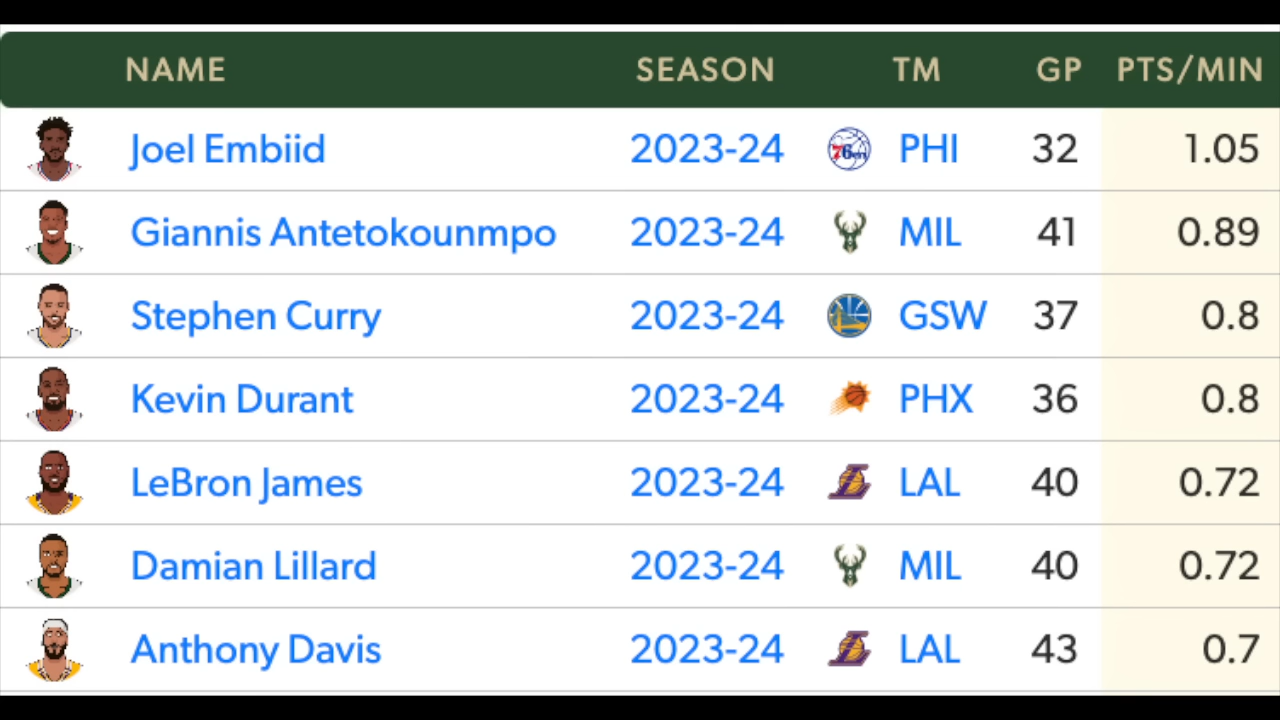 NAME SEASON TM GP PTS/MIN
Joel Embiid 2023-24 76ers PHI 32 1.05
Giannis Antetokounmpo 2023-24 MIL 41 0.89
Stephen Curry 2023-24 GSW 37 0.8
Kevin Durant 2023-24 PHX 36 0.8
LeBron James 2023-24 LAL 40 0.72
Damian Lillard 2023-24 MIL 40 0.72
Anthony Davis 2023-24 LAL 43 0.7